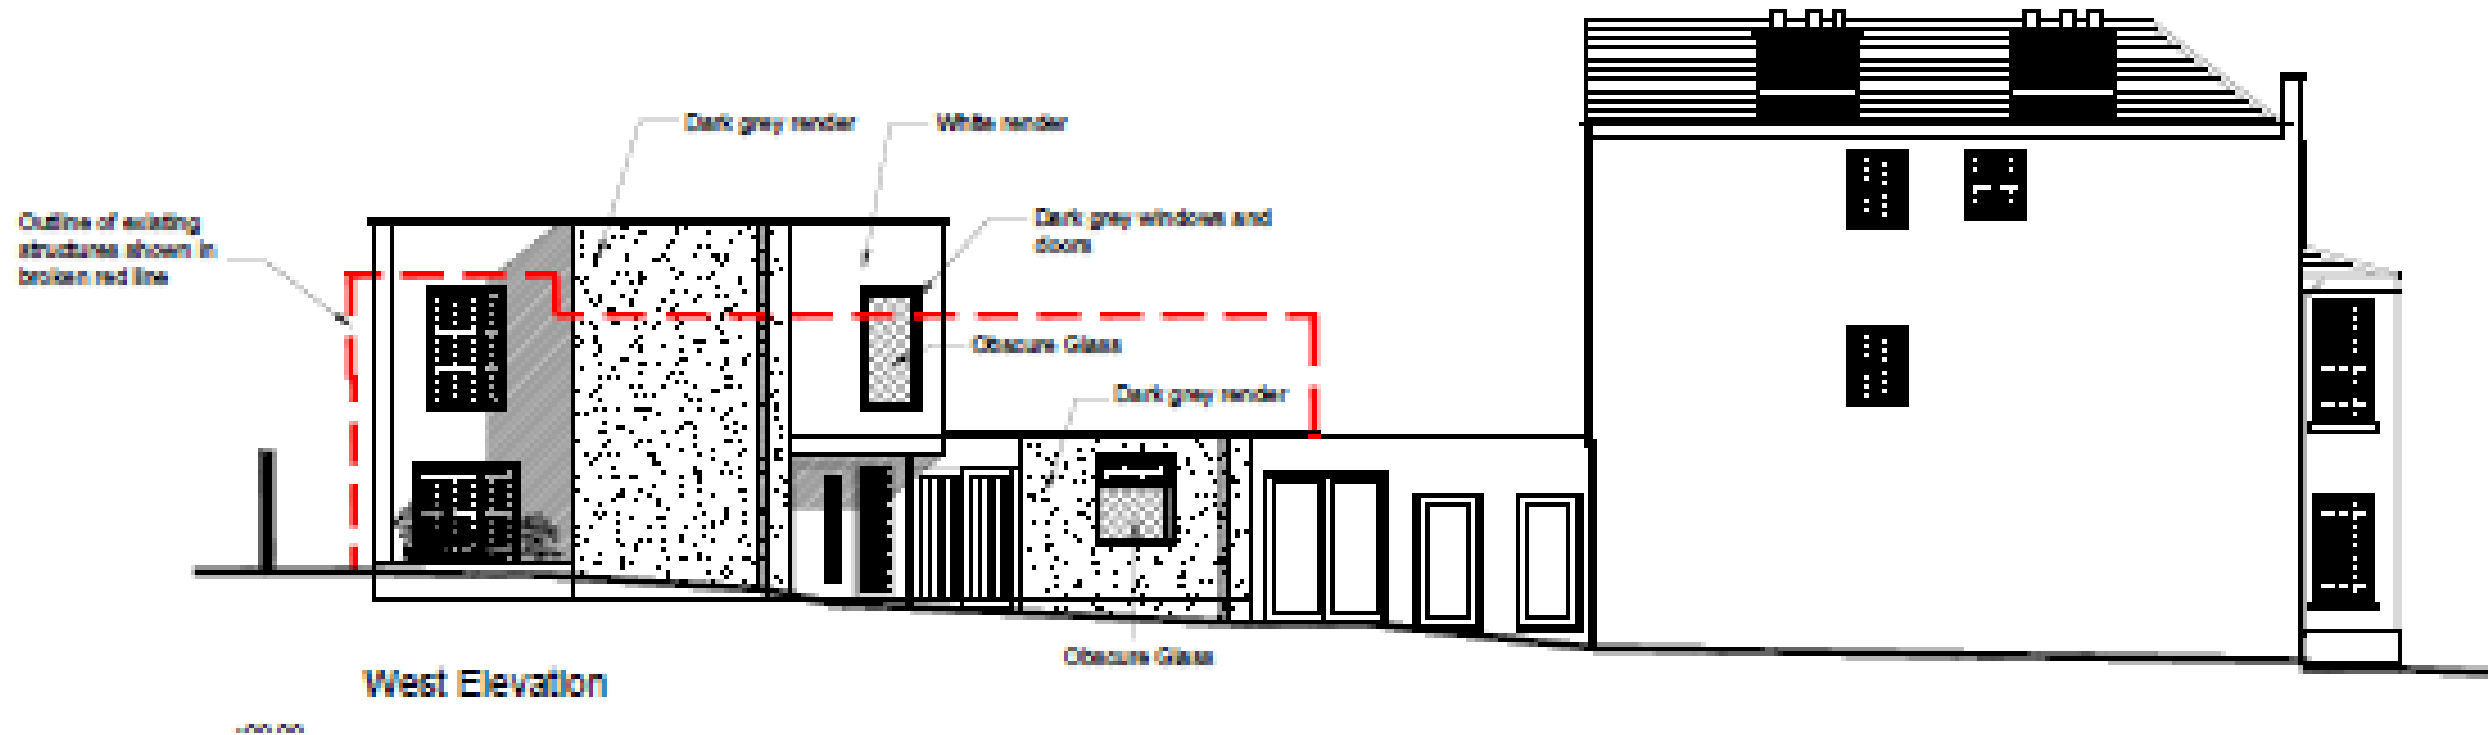 Dark grey render
White render
Outline of existing
structures shown in
broken red line
Dark grey windows and
doors
Obscure Glass
Dark grey render
Obscure Glass
West Elevation